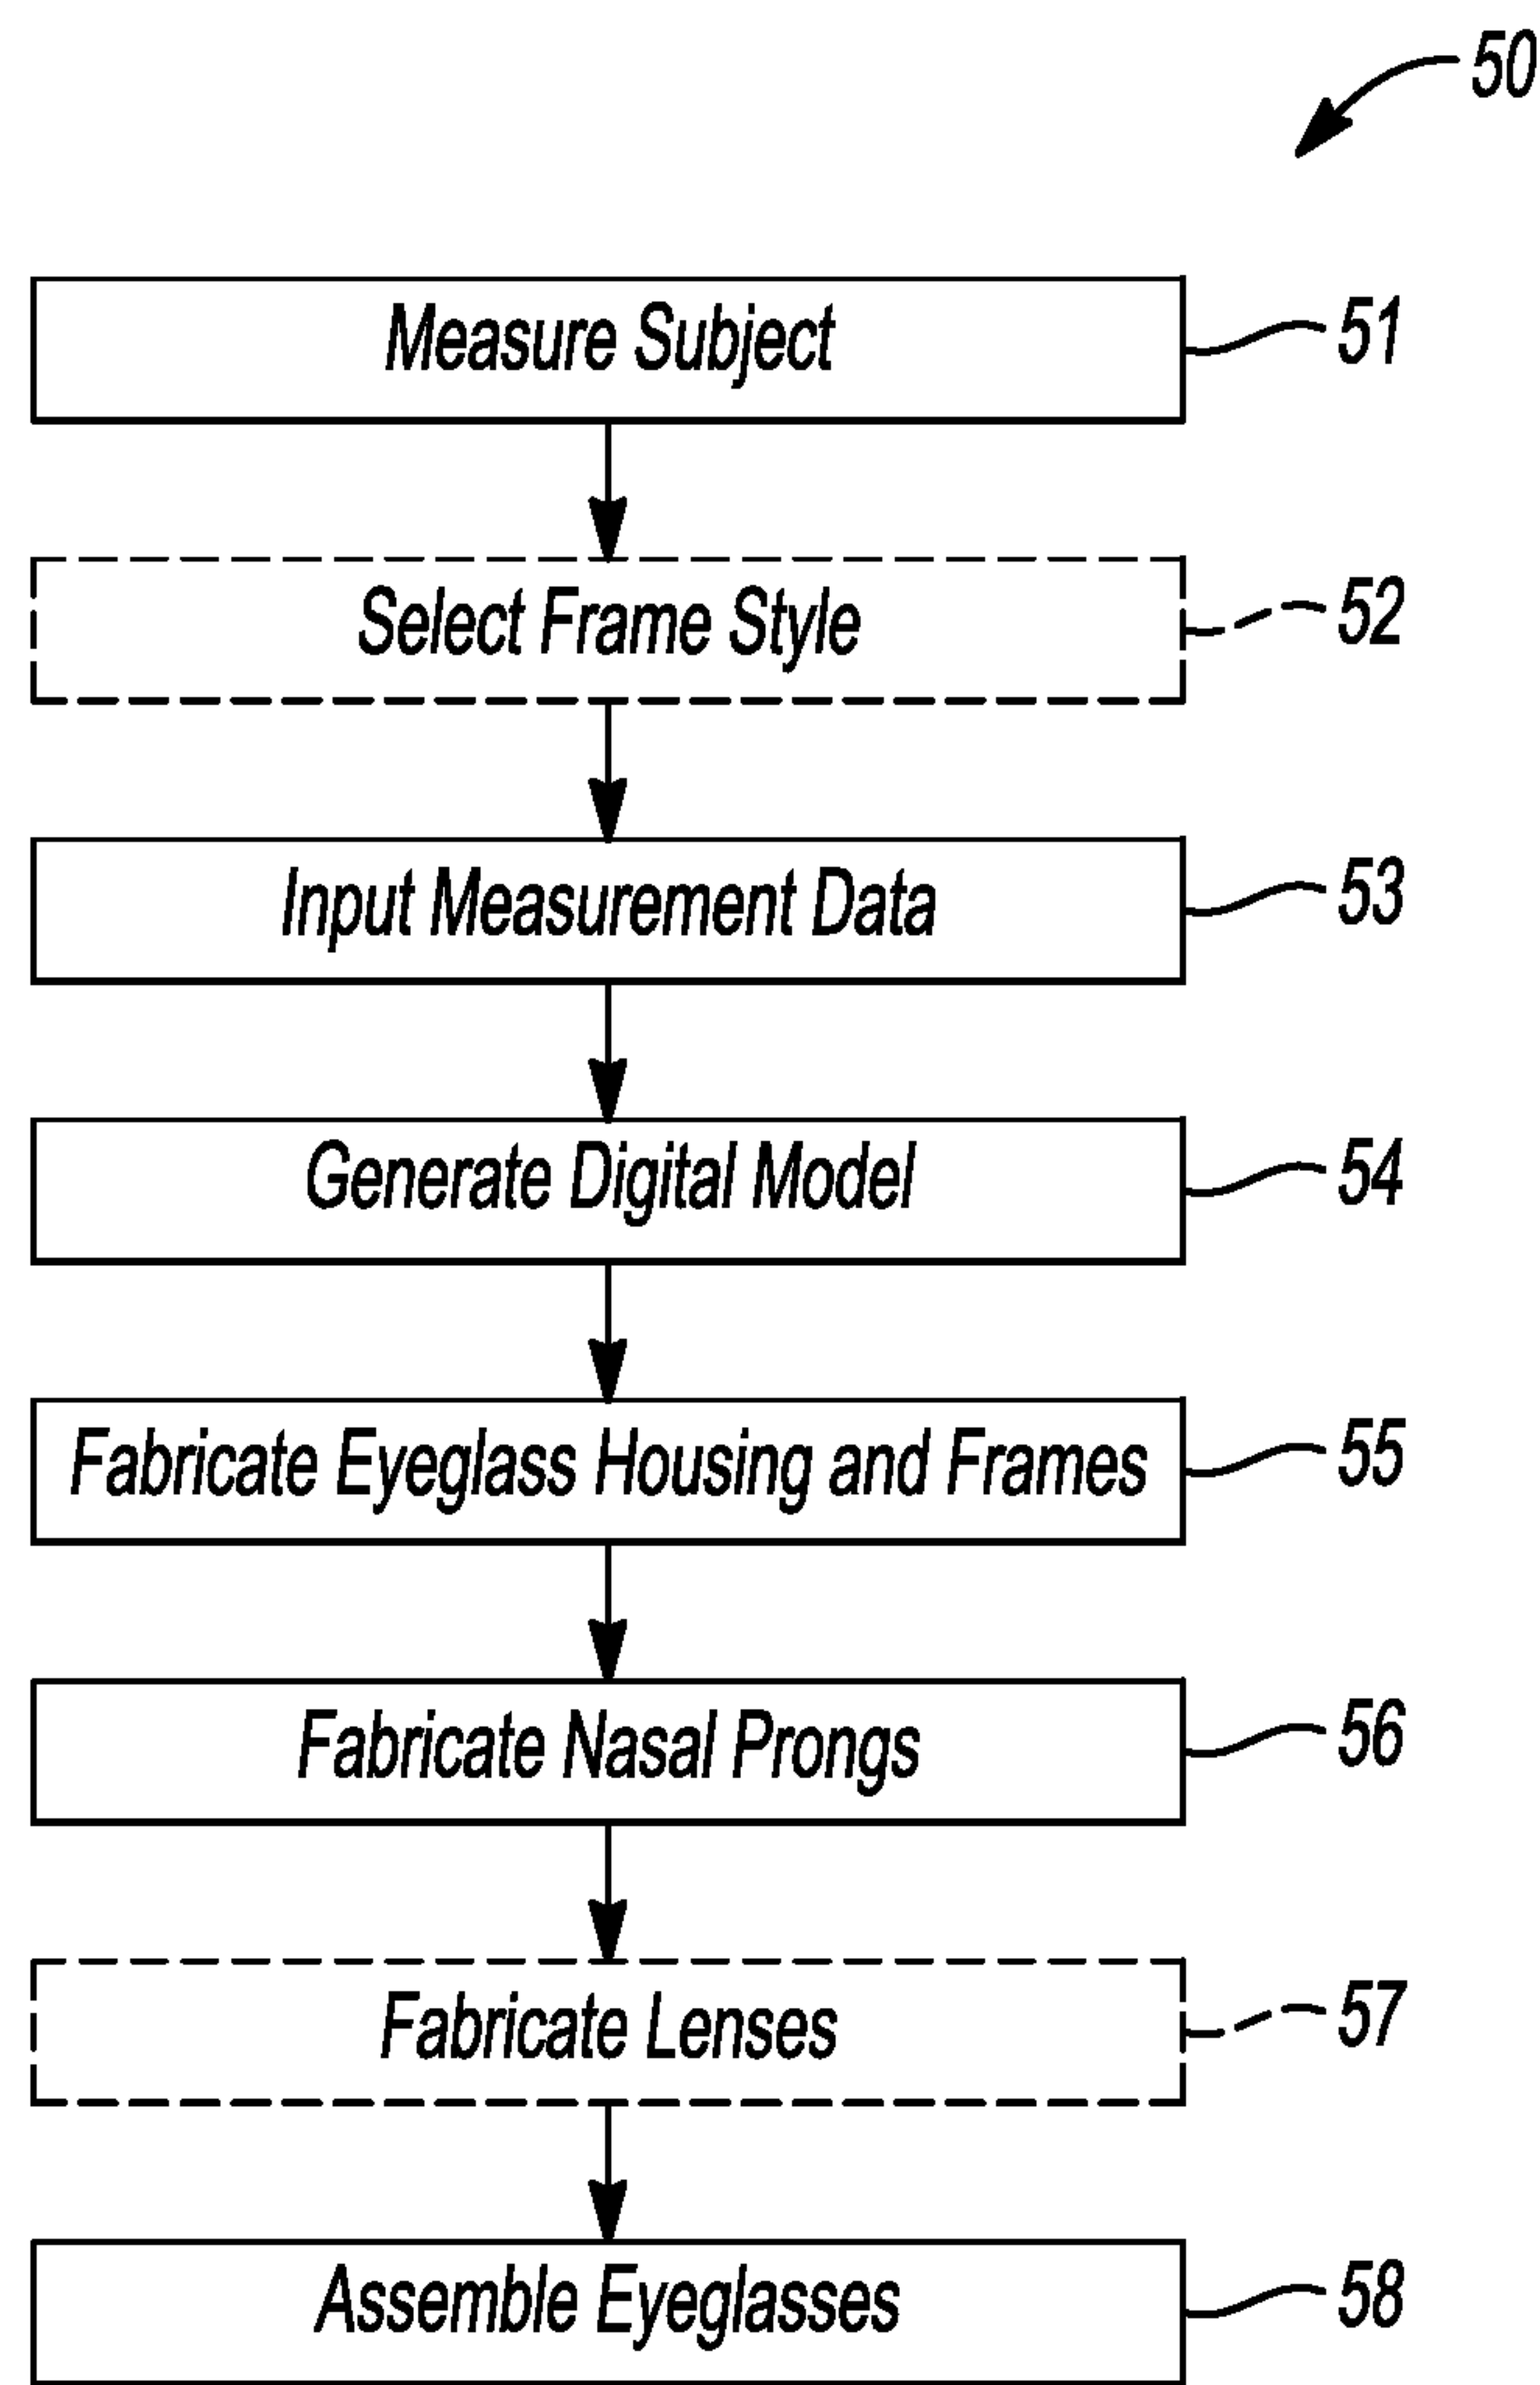 50
Measure Subject 51
Select Frame Style 52
Input Measurement Data 53
Generate Digital Model 54
Fabricate Eyeglass Housing and Frames 55
Fabricate Nasal Prongs 56
Fabricate Lenses 57
Assemble Eyeglasses 58